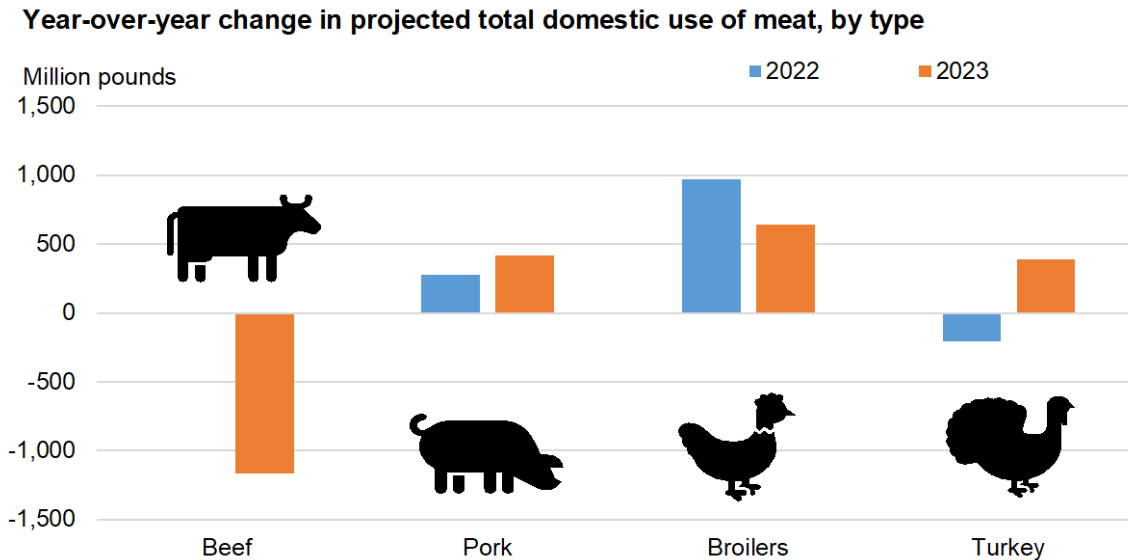 Year-over-year change in projected total domestic use of meat, by type
Million pounds
2022 2023
1,500
1,000
500
0
-500
-1,000
-1,500
Beef Pork Broilers Turkey